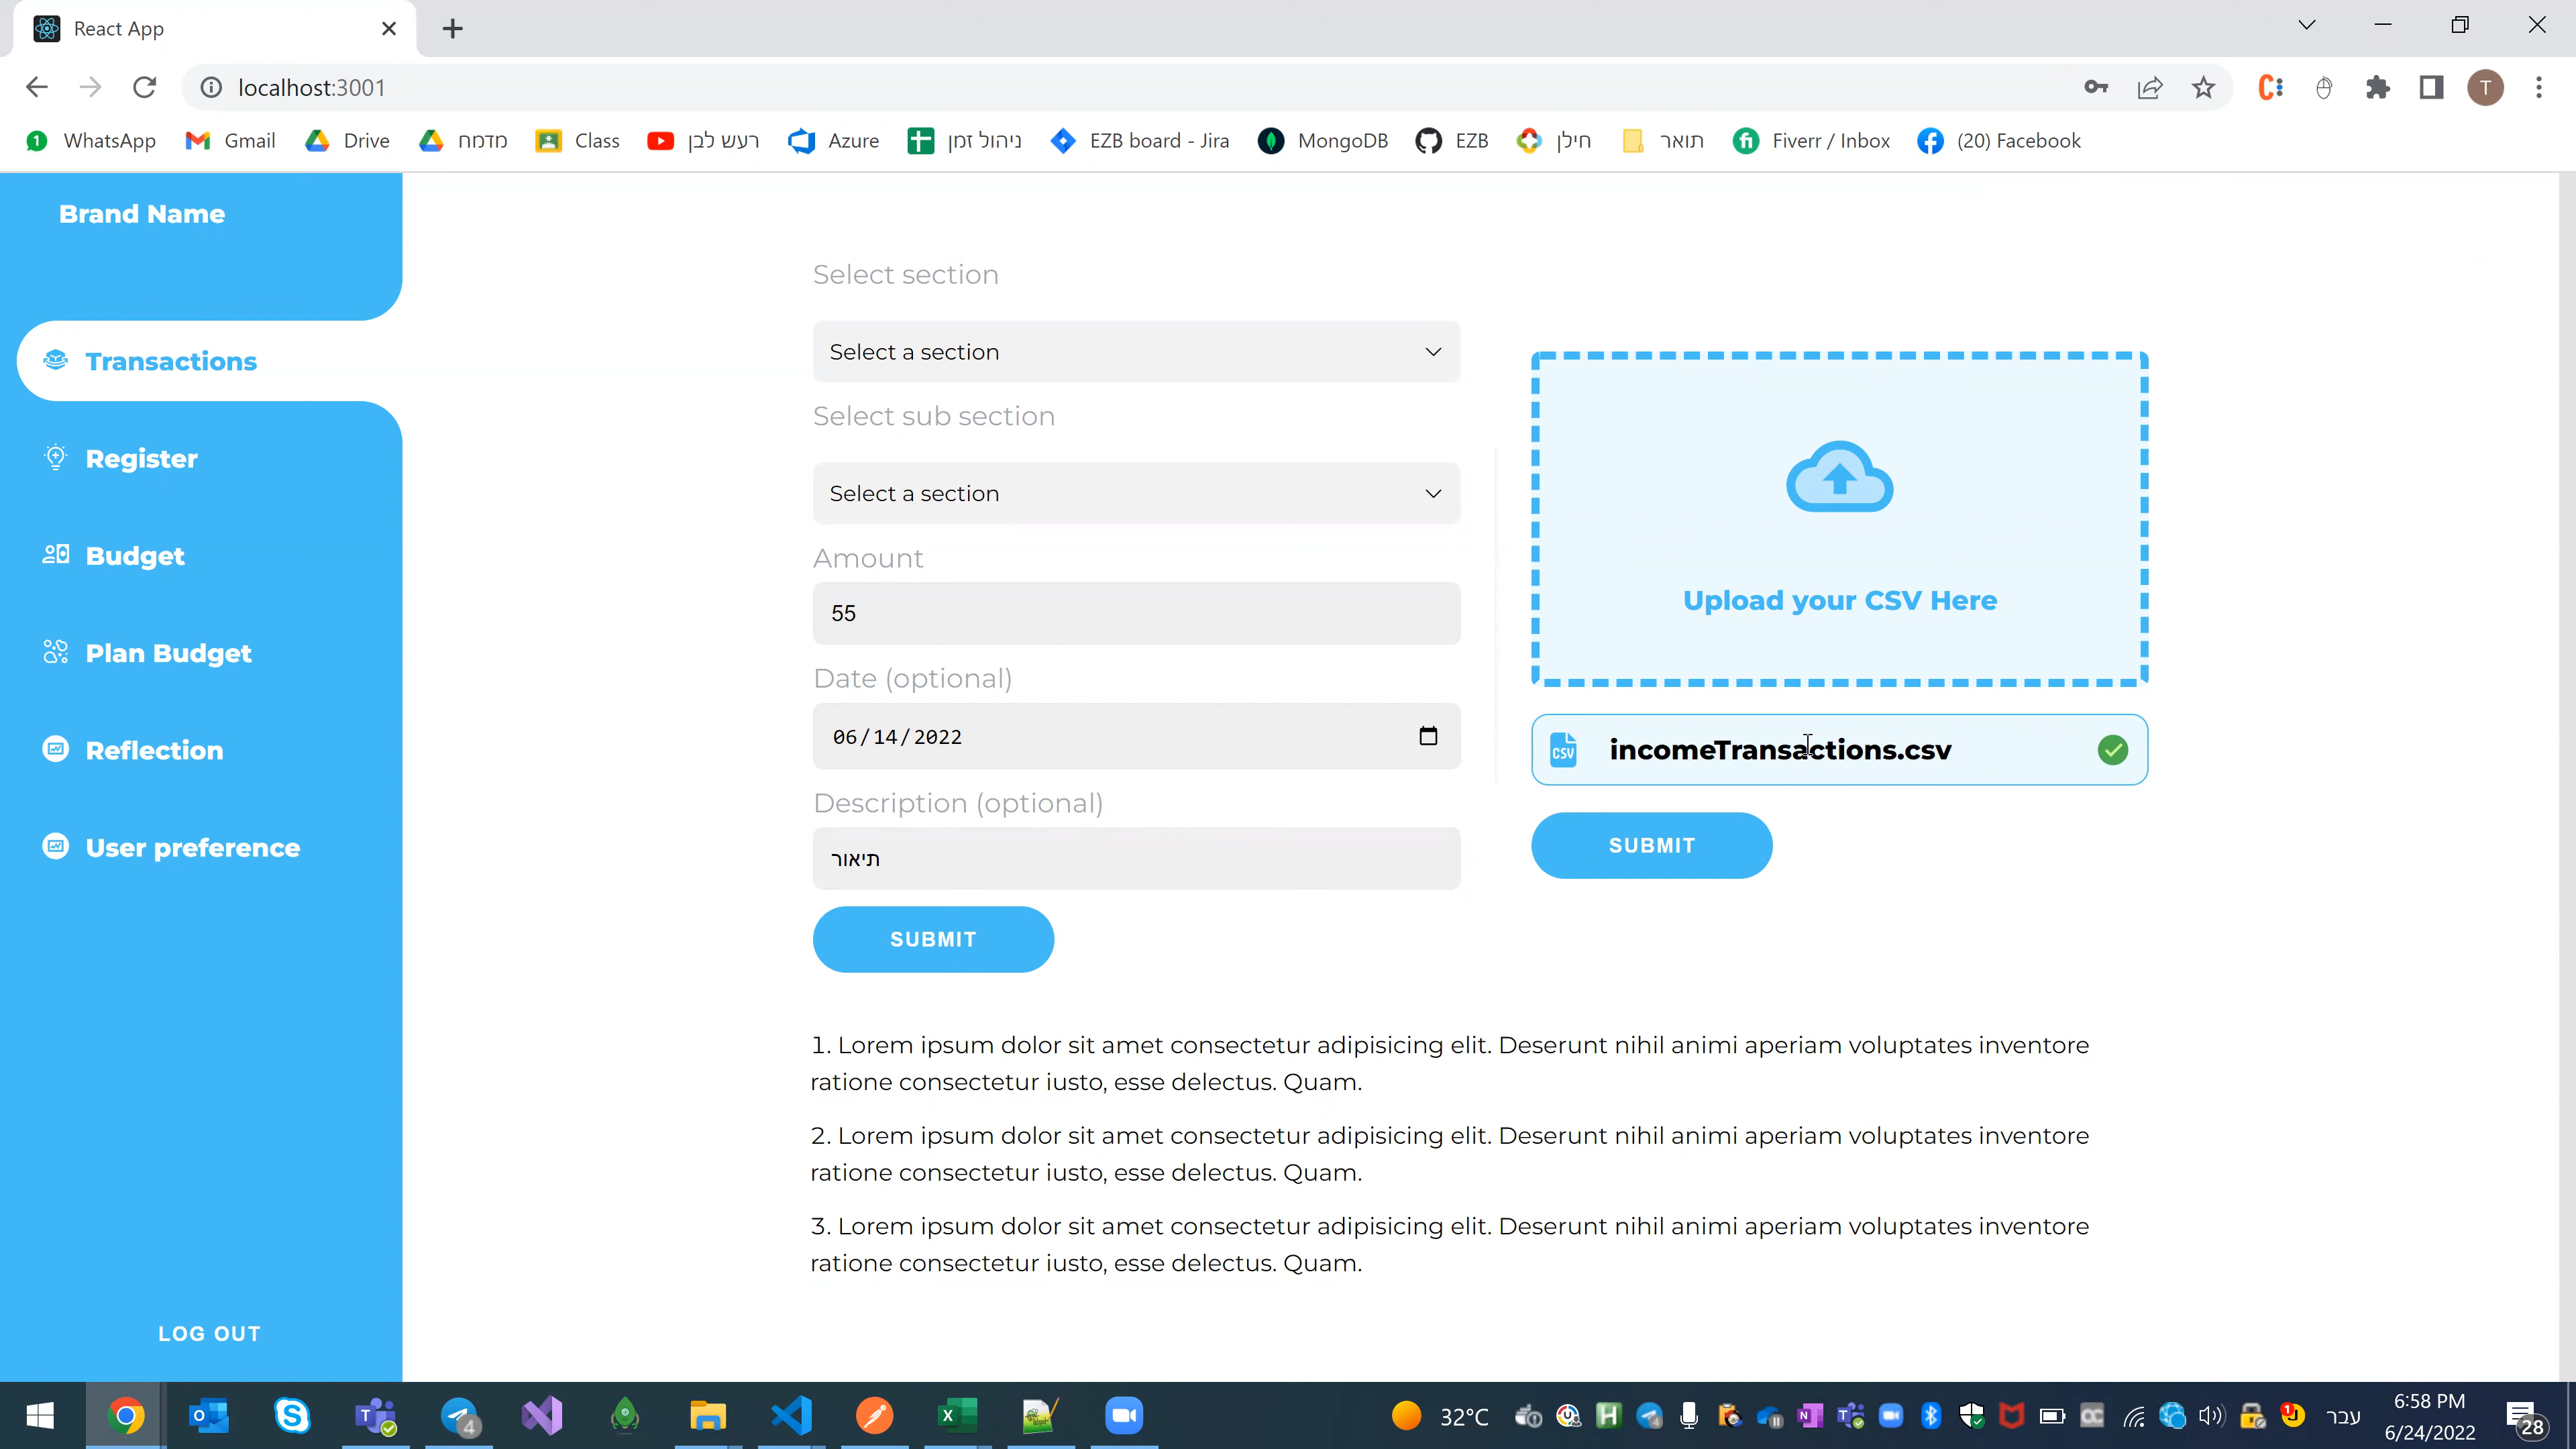 React App
localhost:3001
WhatsApp
Gmail
Drive
מדמח
Class
רעש לבן
Azure
ניהול זמן
EZB board - Jira
MongoDB
EZB
חילן
תואר
Fiverr / Inbox
(20) Facebook
T
Brand Name
Transactions
Register
Budget
Plan Budget
Reflection
User preference
LOG OUT
Select section
Select a section
Select sub section
Select a section
Amount
55
Date (optional)
06/14/2022
Description (optional)
תיאור
SUBMIT
Upload your CSV Here
CSV
incomeTransactions.csv
SUBMIT
1. Lorem ipsum dolor sit amet consectetur adipisicing elit. Deserunt nihil animi aperiam voluptates inventore
ratione consectetur iusto, esse delectus. Quam.
2. Lorem ipsum dolor sit amet consectetur adipisicing elit. Deserunt nihil animi aperiam voluptates inventore
ratione consectetur iusto, esse delectus. Quam.
3. Lorem ipsum dolor sit amet consectetur adipisicing elit. Deserunt nihil animi aperiam voluptates inventore
ratione consectetur iusto, esse delectus. Quam.
4
32°C
עבר
6:58 PM
6/24/2022
28